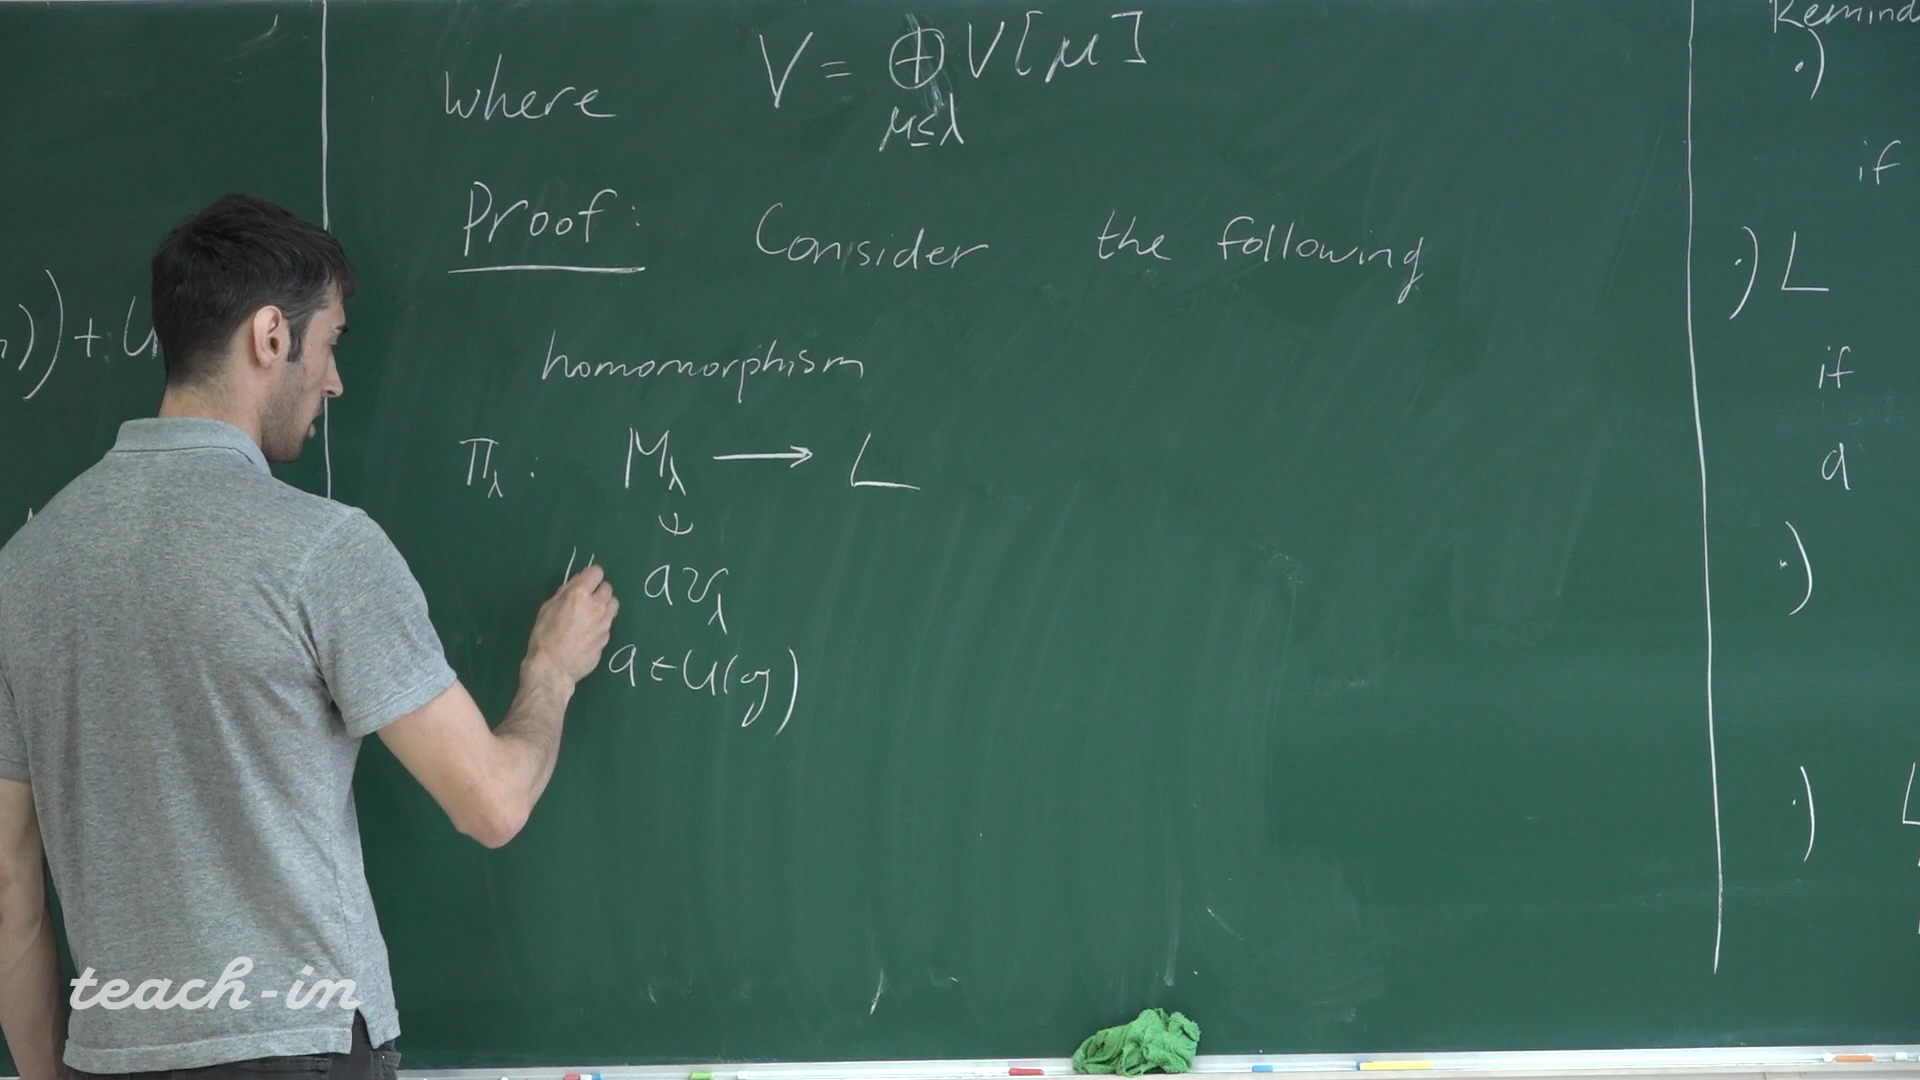 where V = ⊕ V[μ]
μ≤λ
Proof: Consider the following
homomorphism
π_λ : M_λ → L
a v_λ
a ∈ U(g)
)) + U
Remind
·)
if
·) L
if
a
·)
·) L
teach-in